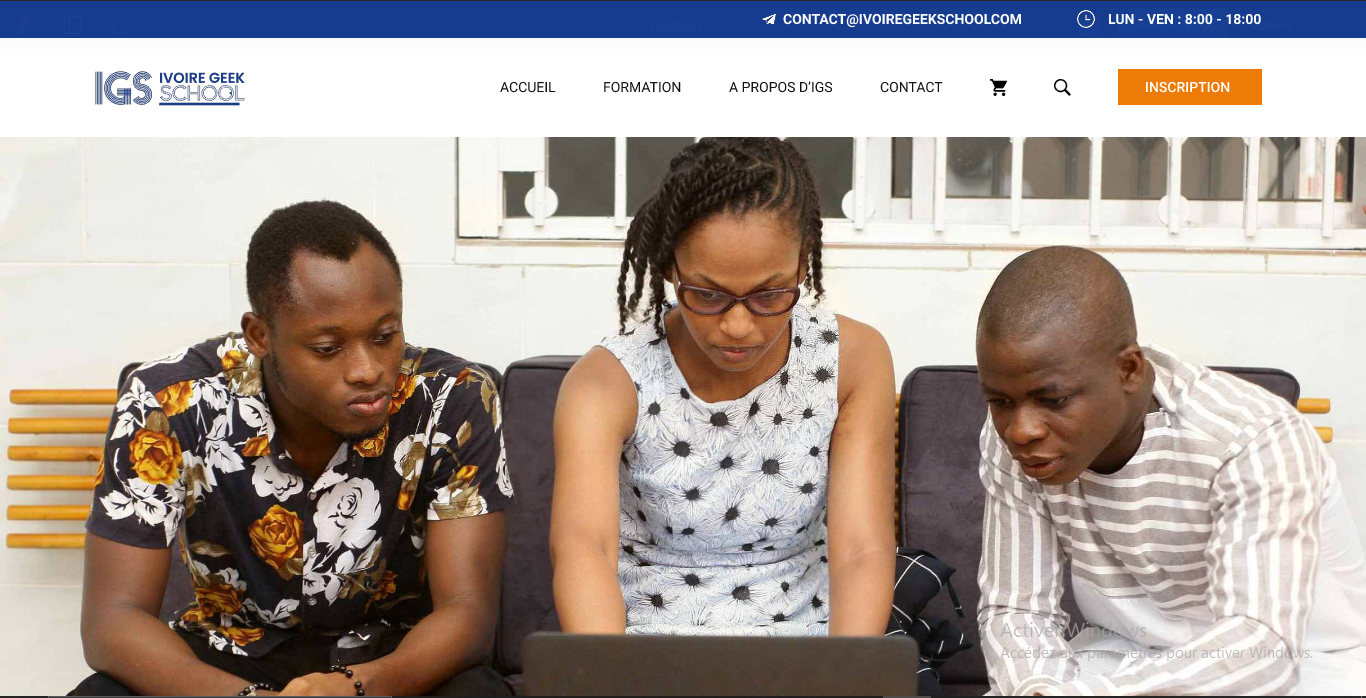 CONTACT@IVOIREGEEKSCHOOLCOM
LUN - VEN : 8:00 - 18:00
IGS IVOIRE GEEK
SCHOOL
ACCUEIL
FORMATION
A PROPOS D'IGS
CONTACT
INSCRIPTION
Activer Windows
Accédez aux paramètres pour activer Windows.